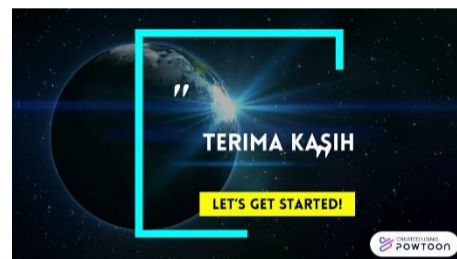 "
TERIMA KASIH
"
LET'S GET STARTED!
CREATED USING
POWTOON